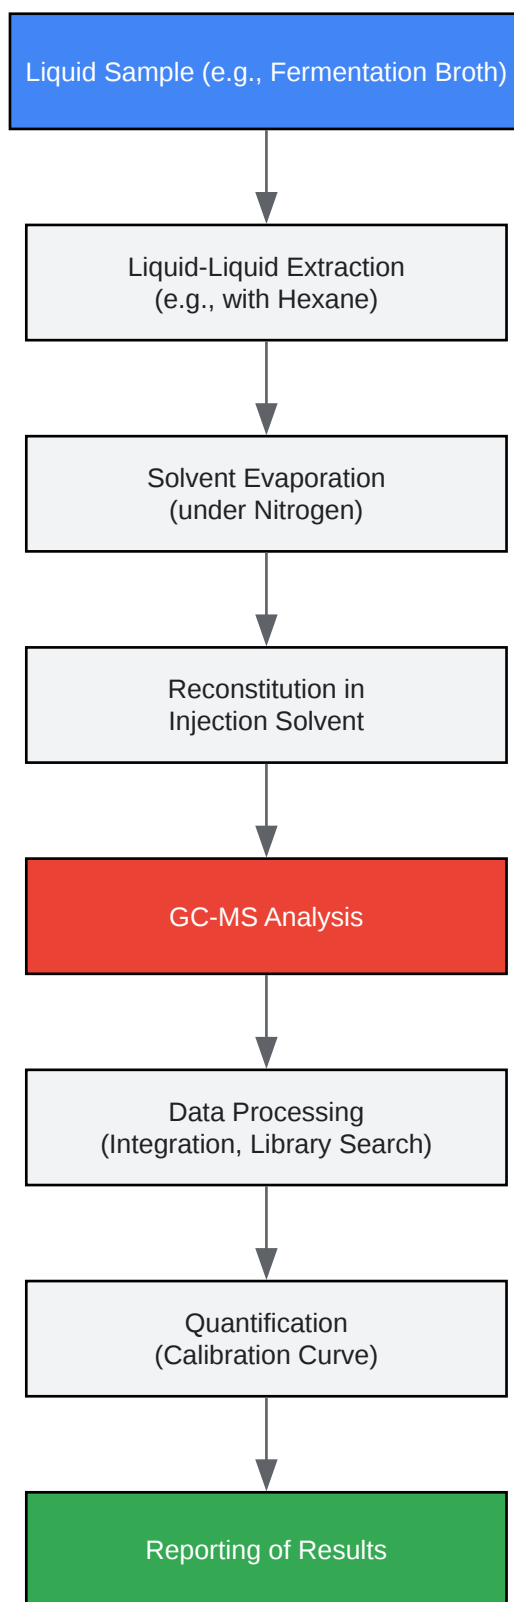 Liquid Sample (e.g., Fermentation Broth)
Liquid-Liquid Extraction
(e.g., with Hexane)
Solvent Evaporation
(under Nitrogen)
Reconstitution in
Injection Solvent
GC-MS Analysis
Data Processing
(Integration, Library Search)
Quantification
(Calibration Curve)
Reporting of Results